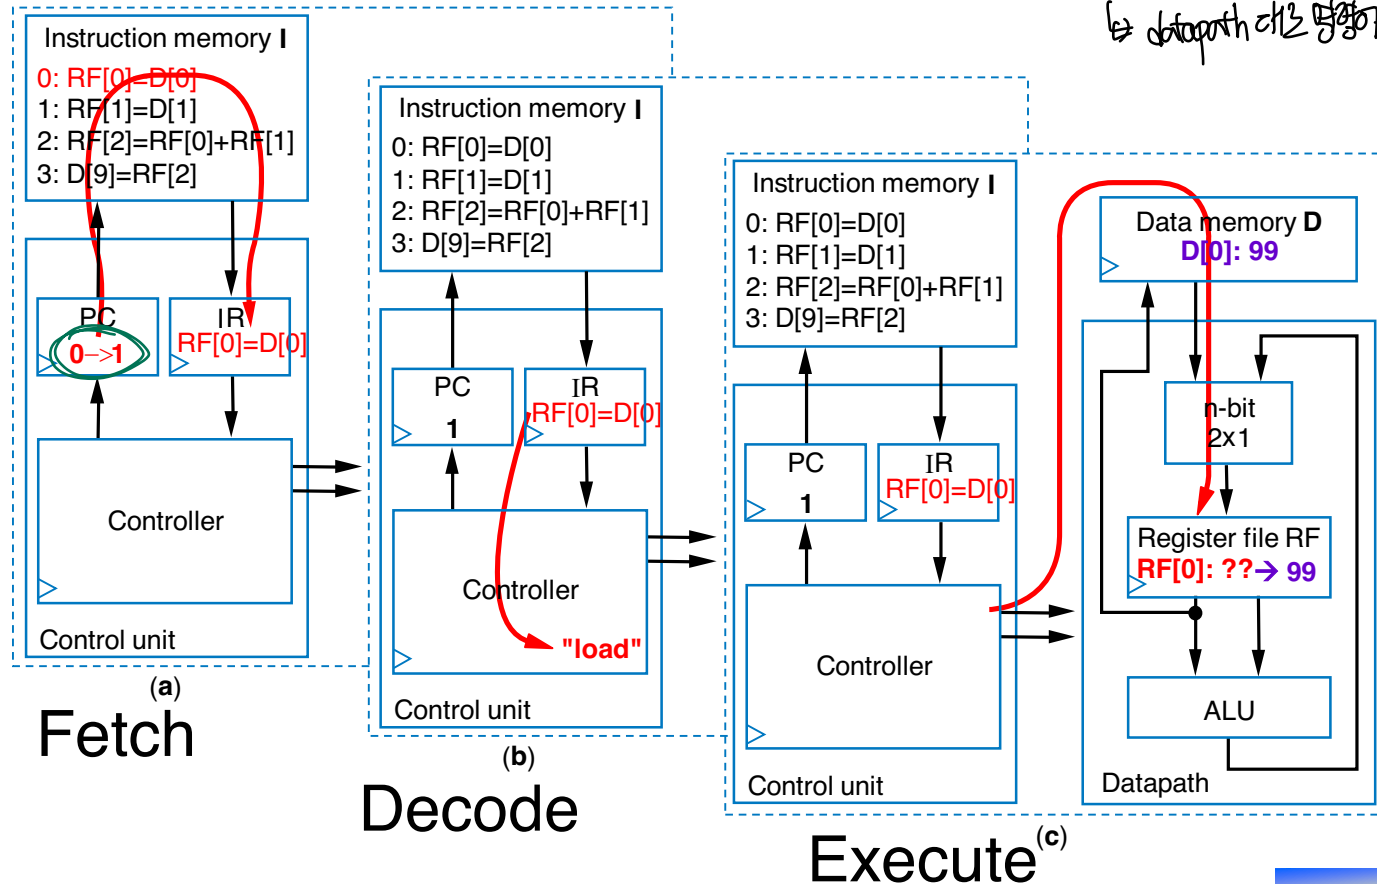 datapath
Instruction memory I
0: RF[0]=D[0]
1: RF[1]=D[1]
2: RF[2]=RF[0]+RF[1]
3: D[9]=RF[2]
PC
0->1
IR
RF[0]=D[0]
Controller
Control unit
(a)
Fetch
Instruction memory I
0: RF[0]=D[0]
1: RF[1]=D[1]
2: RF[2]=RF[0]+RF[1]
3: D[9]=RF[2]
PC
1
IR
RF[0]=D[0]
Controller
"load"
Control unit
(b)
Decode
Instruction memory I
0: RF[0]=D[0]
1: RF[1]=D[1]
2: RF[2]=RF[0]+RF[1]
3: D[9]=RF[2]
PC
1
IR
RF[0]=D[0]
Controller
Control unit
Data memory D
D[0]: 99
n-bit
2x1
Register file RF
RF[0]: ??→ 99
ALU
Datapath
(c)
Execute